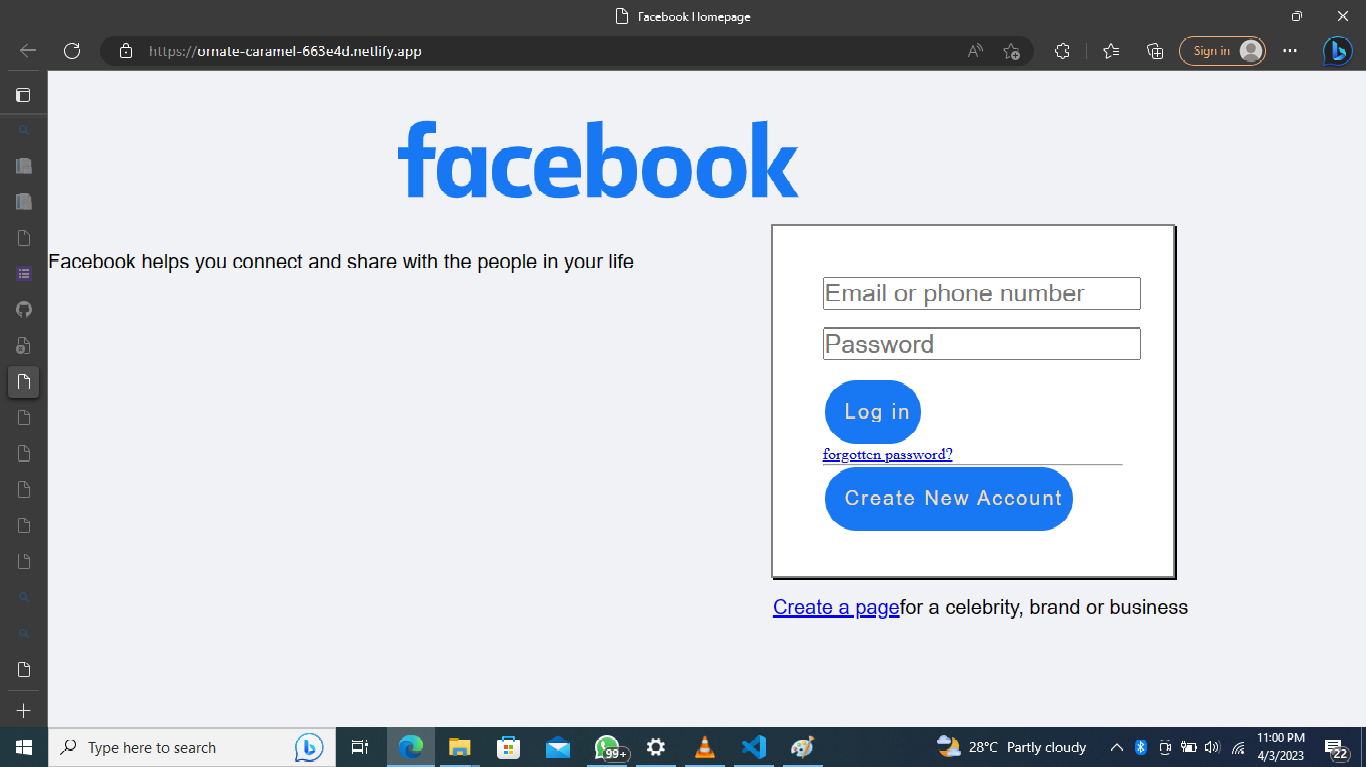 Facebook Homepage
https://ornate-caramel-663e4d.netlify.app
Sign in
facebook
Facebook helps you connect and share with the people in your life
Email or phone number
Password
Log in
forgotten password?
Create New Account
Create a pagefor a celebrity, brand or business
Type here to search
99+
28°C Partly cloudy
11:00 PM
4/3/2023
22